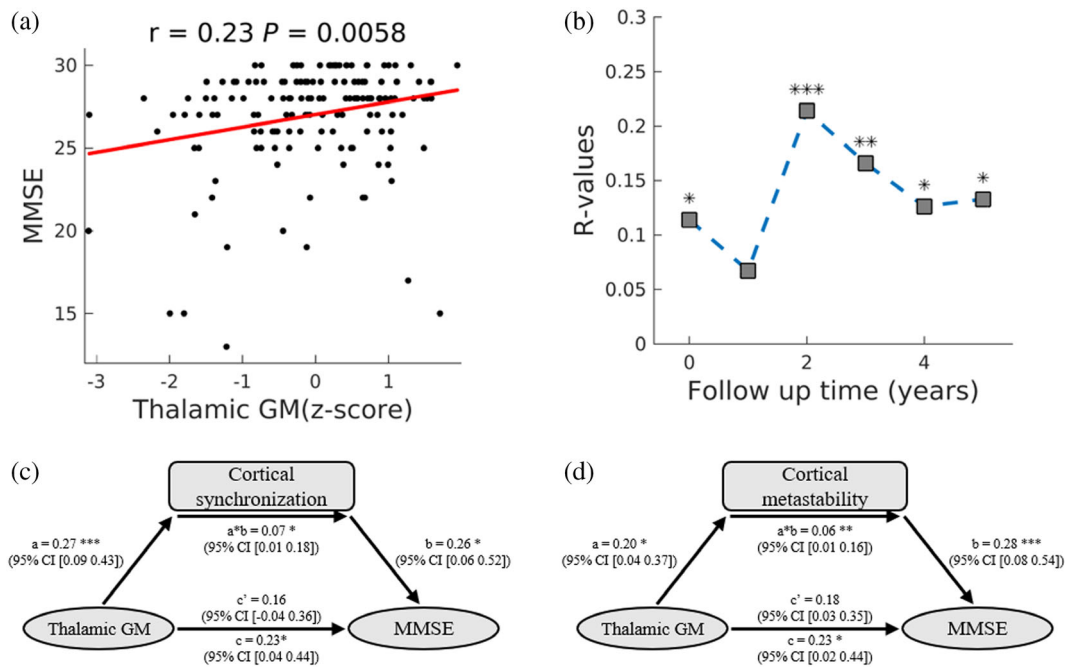 (a)
r = 0.23 P = 0.0058
MMSE
30
25
20
15
-3 -2 -1 0 1
Thalamic GM(z-score)
(b)
R-values
0.3
0.25
0.2
0.15
0.1
0.05
0
*
***
**
*
*
0 2 4
Follow up time (years)
(c)
Cortical
synchronization
a = 0.27 ***
(95% CI [0.09 0.43])
a*b = 0.07 *
(95% CI [0.01 0.18])
b = 0.26 *
(95% CI [0.06 0.52])
Thalamic GM
c' = 0.16
(95% CI [-0.04 0.36])
c = 0.23*
(95% CI [0.04 0.44])
MMSE
(d)
Cortical
metastability
a = 0.20 *
(95% CI [0.04 0.37])
a*b = 0.06 **
(95% CI [0.01 0.16])
b = 0.28 ***
(95% CI [0.08 0.54])
Thalamic GM
c' = 0.18
(95% CI [0.03 0.35])
c = 0.23 *
(95% CI [0.02 0.44])
MMSE